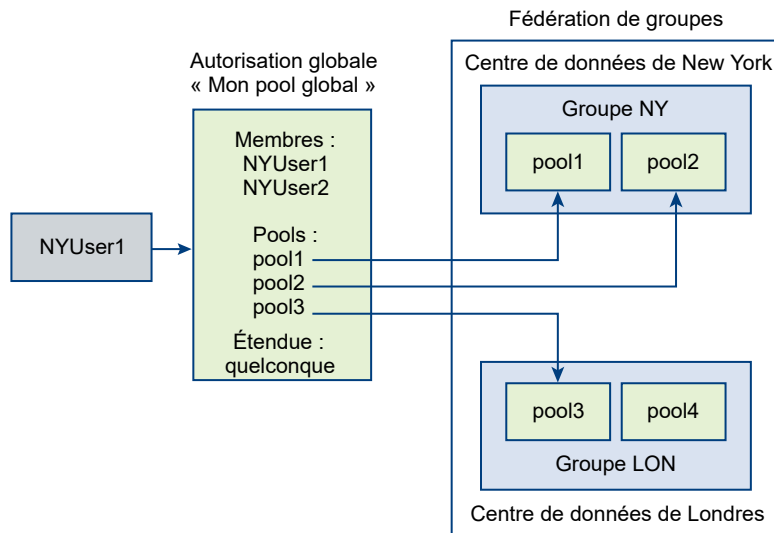 Fédération de groupes
Autorisation globale
« Mon pool global »
Centre de données de New York
Groupe NY
pool1
pool2
Membres :
NYUser1
NYUser2
NYUser1
Pools :
pool1
pool2
pool3
Étendue :
quelconque
pool3
pool4
Groupe LON
Centre de données de Londres